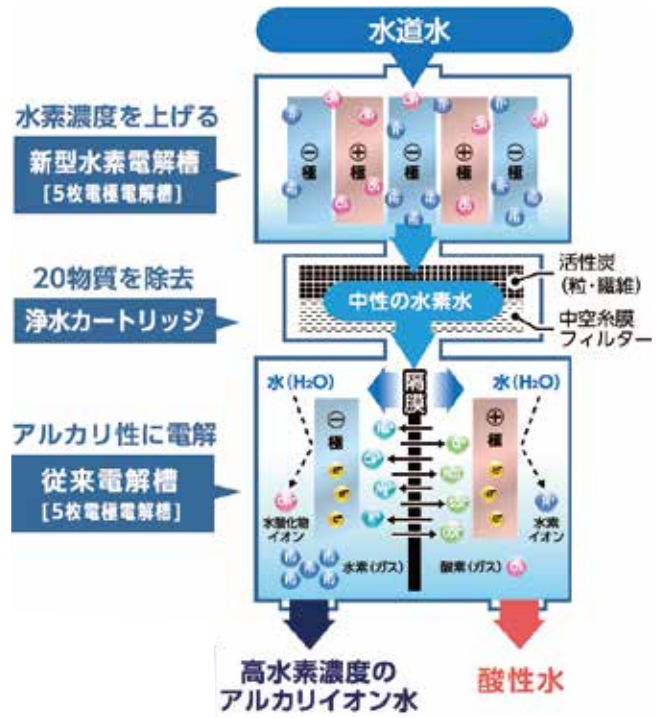 水道水
水素濃度を上げる
新型水素電解槽
[5枚電極電解槽]
⊖
極
⊕
極
⊖
極
⊕
極
⊖
極
20物質を除去
浄水カートリッジ
中性の水素水
活性炭
(粒・繊維)
中空糸膜
フィルター
アルカリ性に電解
従来電解槽
[5枚電極電解槽]
水(H₂O)
隔膜
水(H₂O)
⊖
極
⊕
極
水酸化物
イオン
水素
イオン
水素(ガス)
酸素(ガス)
高水素濃度の
アルカリイオン水
酸性水